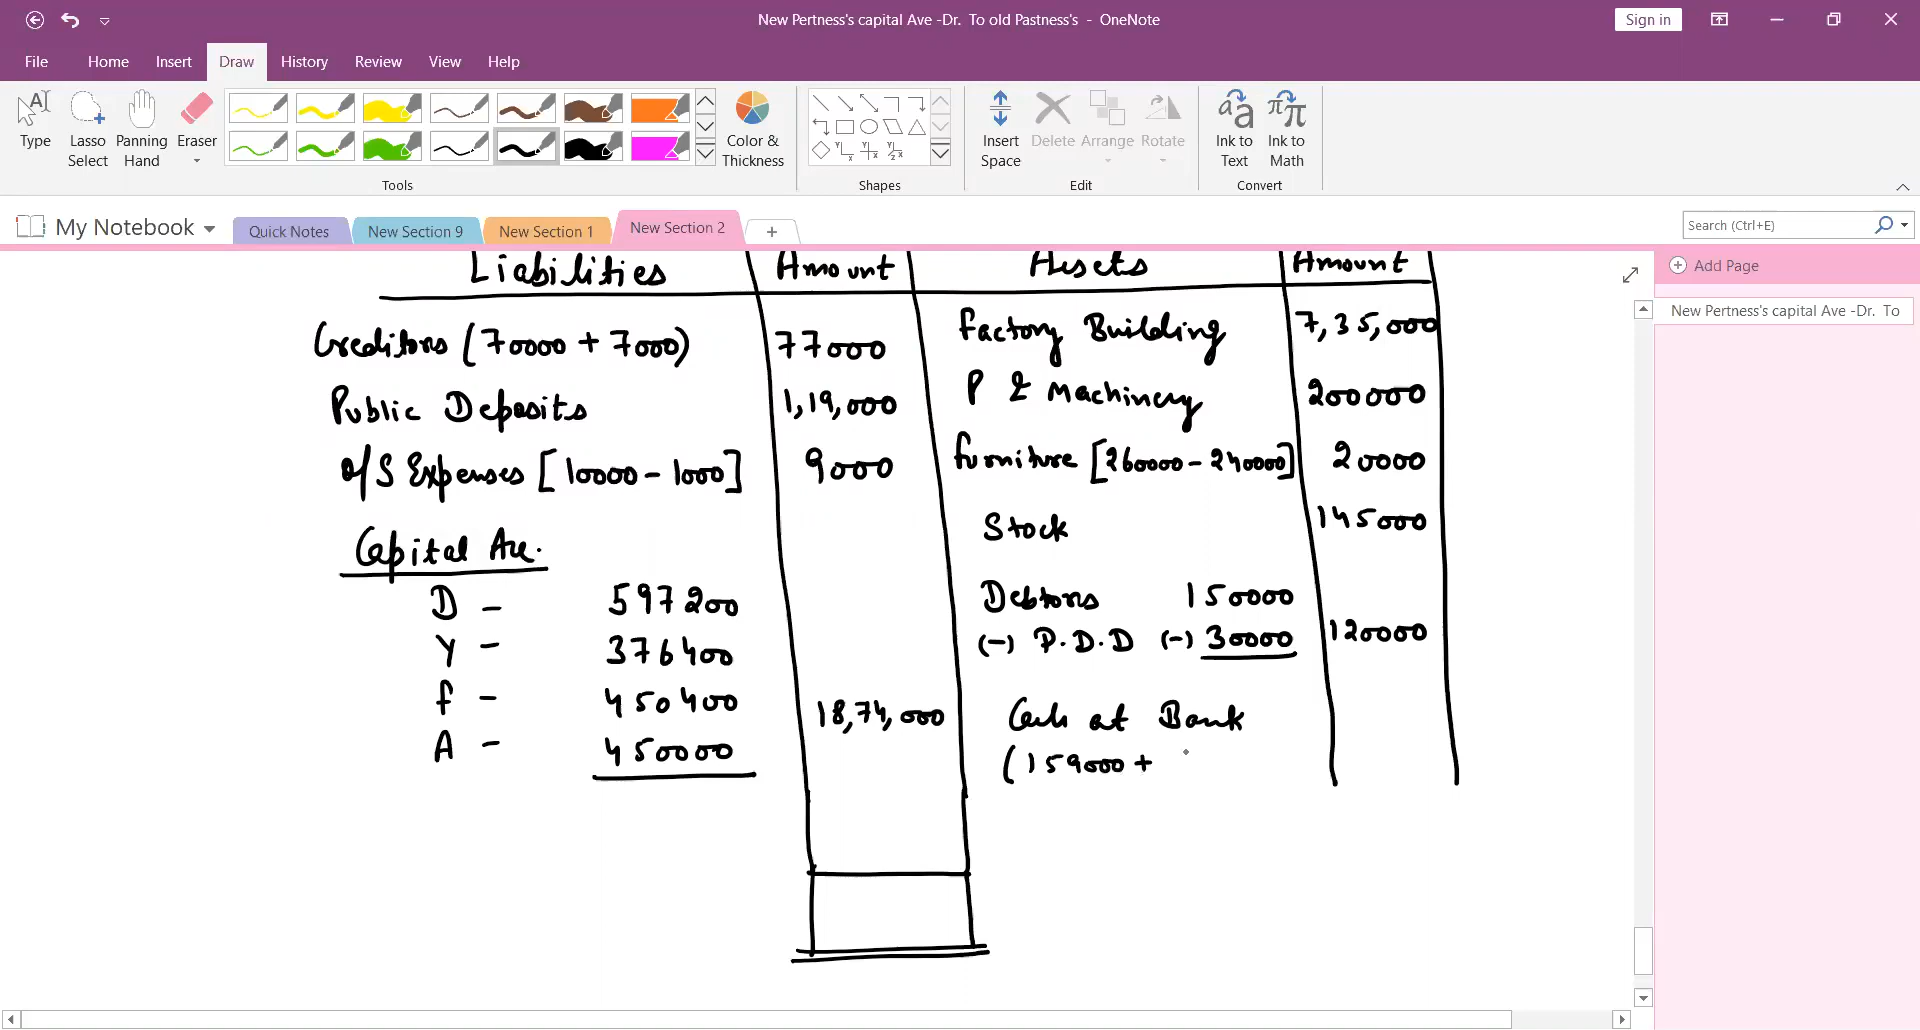 New Pertness's capital Ave -Dr. To old Pastness's - OneNote
Sign in
File Home Insert Draw History Review View Help
Type
Lasso Select
Panning Hand
Eraser
Color & Thickness
Insert Space
Delete
Arrange
Rotate
Ink to Text
Ink to Math
Tools
Shapes
Edit
Convert
My Notebook
Quick Notes
New Section 9
New Section 1
New Section 2
Search (Ctrl+E)
Add Page
New Pertness's capital Ave -Dr. To
Liabilities Amount Assets Amount
Creditors (70000 + 7000) 77000
Public Deposits 1,19,000
O/S Expenses [10000 - 1000] 9000
Capital Acc.
D - 597200
Y - 376400
F - 450400
A - 450000
18,74,000
Factory Building 7,35,000
P & Machinery 200000
Furniture [260000 - 240000] 20000
Stock 145000
Debtors 150000
(-) P.D.D (-) 30000 120000
Cash at Bank
(159000 +